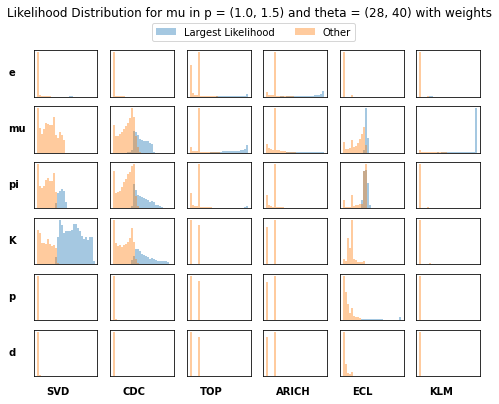 Likelihood Distribution for mu in p = (1.0, 1.5) and theta = (28, 40) with weights
Largest Likelihood Other
e
mu
pi
K
p
d
SVD CDC TOP ARICH ECL KLM